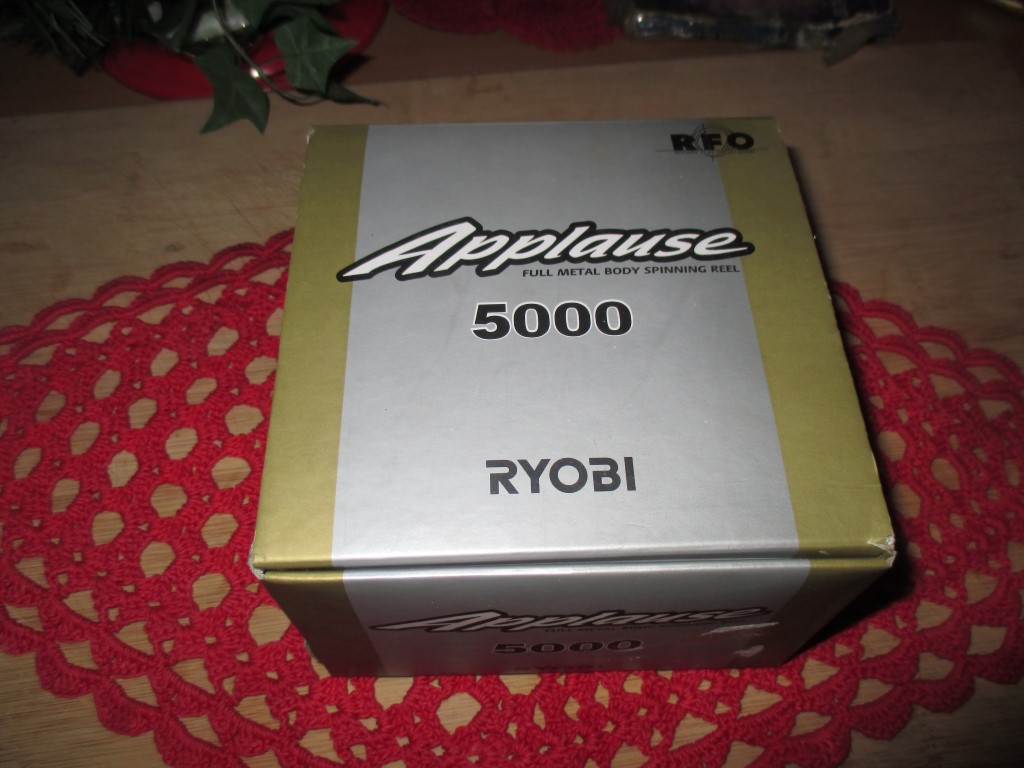 RFO
Applause
FULL METAL BODY SPINNING REEL
5000
RYOBI
Applause
5000